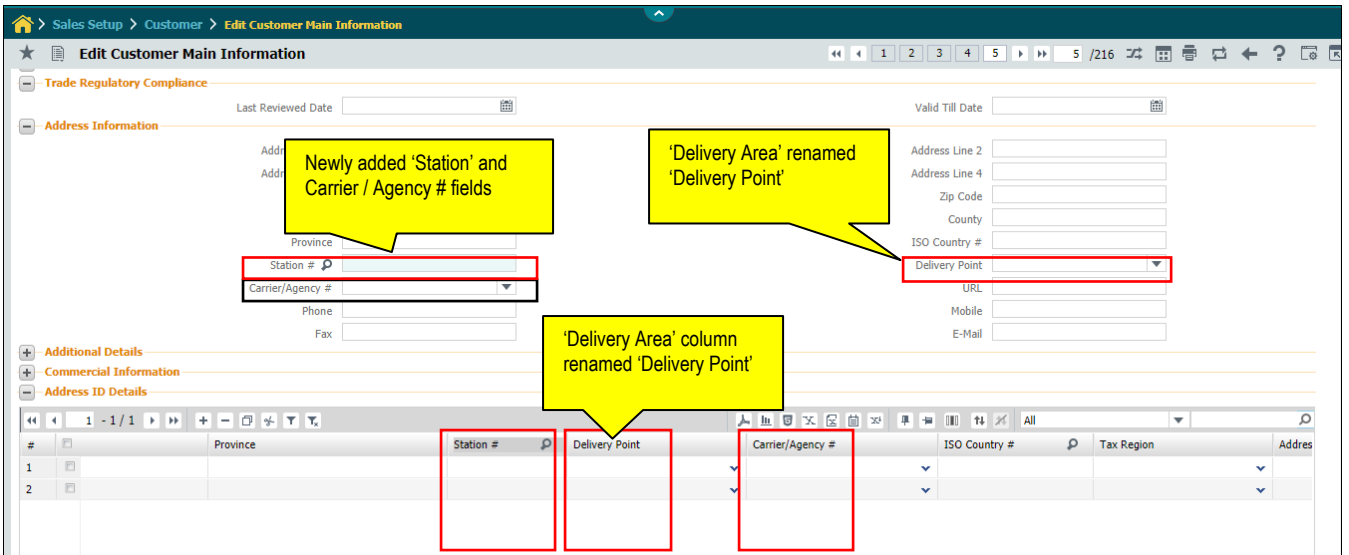 Sales Setup > Customer > Edit Customer Main Information
Edit Customer Main Information
1 2 3 4 5 5 /216 ?
Trade Regulatory Compliance
Last Reviewed Date
Valid Till Date
Address Information
Addr
Address Line 2
Addr
Address Line 4
Zip Code
County
Province
ISO Country #
Station #
Delivery Point
Carrier/Agency #
URL
Phone
Mobile
Fax
E-Mail
Newly added ‘Station’ and
Carrier / Agency # fields
‘Delivery Area’ renamed
‘Delivery Point’
‘Delivery Area’ column
renamed ‘Delivery Point’
Additional Details
Commercial Information
Address ID Details
1 - 1 / 1
All
# Province Station # Delivery Point Carrier/Agency # ISO Country # Tax Region Addres
1
2